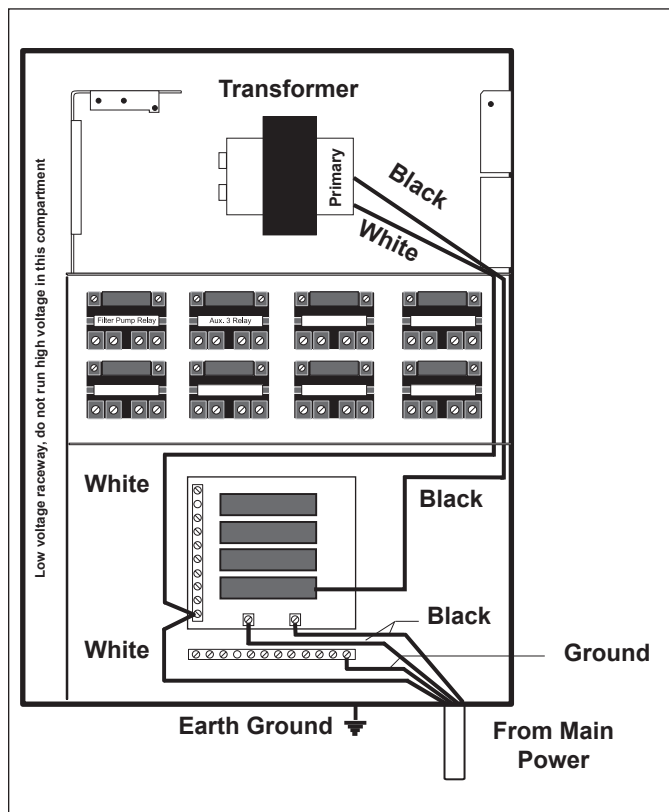 Transformer
Primary
Black
White
Low voltage raceway, do not run high voltage in this compartment
Filter Pump Relay
Aux. 3 Relay
White
Black
Black
White
Ground
Earth Ground
From Main
Power